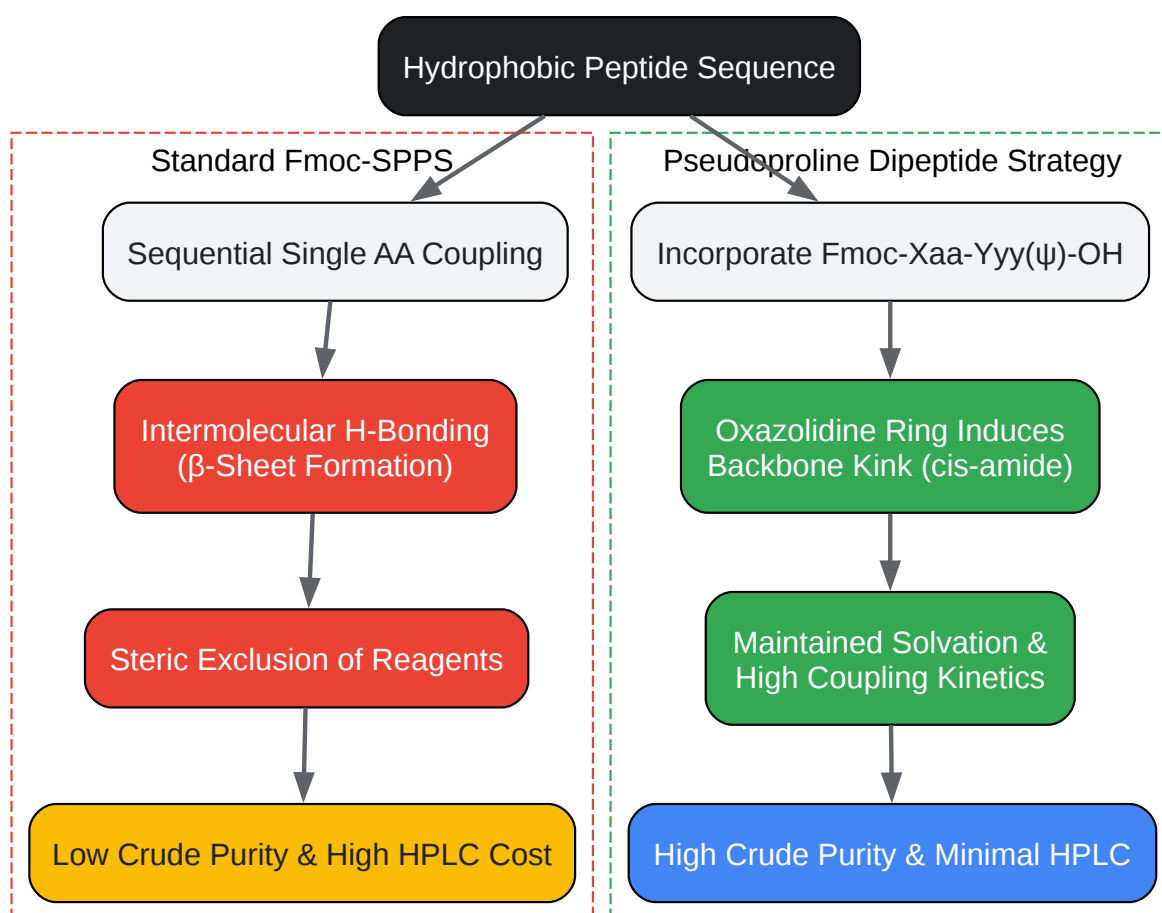 Hydrophobic Peptide Sequence
Standard Fmoc-SPPS
Sequential Single AA Coupling
Intermolecular H-Bonding
(β-Sheet Formation)
Steric Exclusion of Reagents
Low Crude Purity & High HPLC Cost
Pseudoproline Dipeptide Strategy
Incorporate Fmoc-Xaa-Yyy(ψ)-OH
Oxazolidine Ring Induces
Backbone Kink (cis-amide)
Maintained Solvation &
High Coupling Kinetics
High Crude Purity & Minimal HPLC